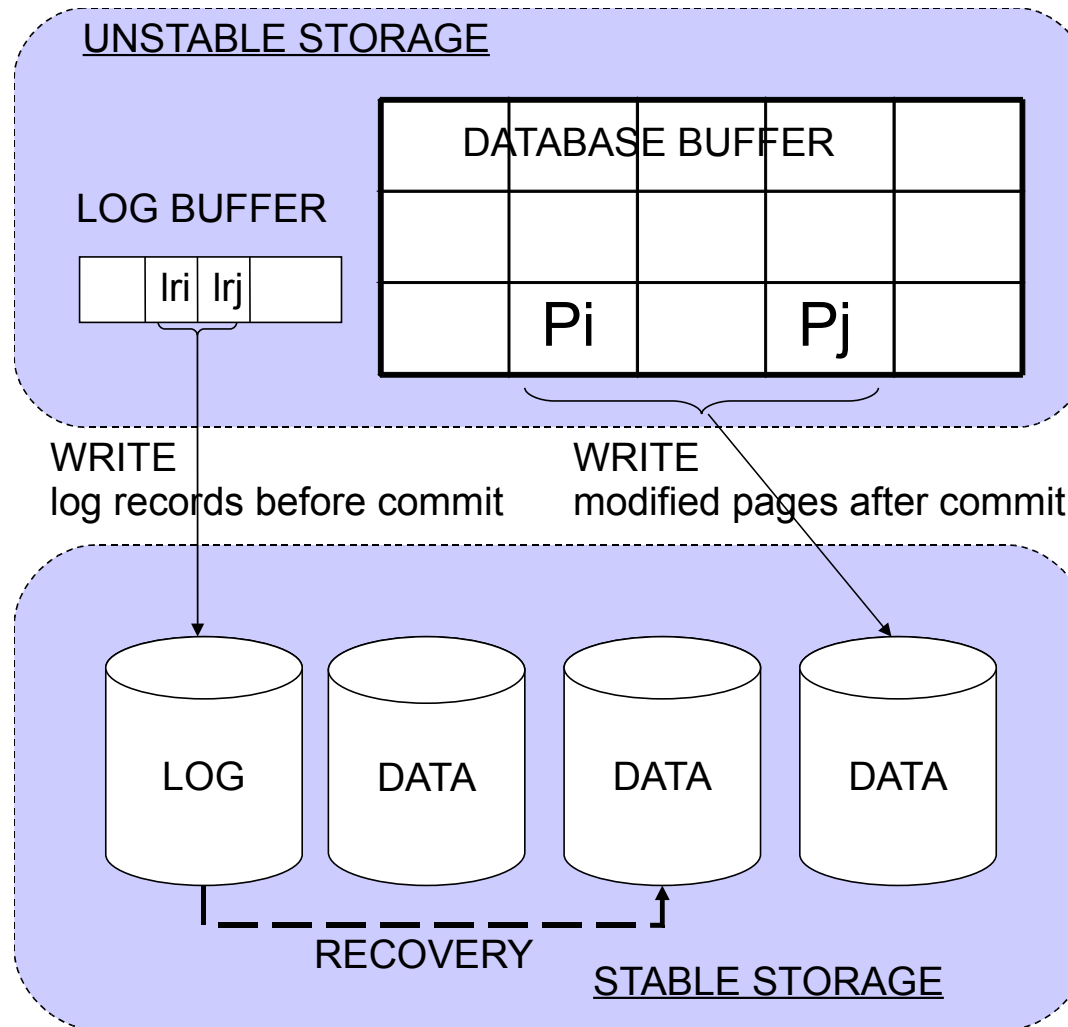 UNSTABLE STORAGE
DATABASE BUFFER
LOG BUFFER
lri lrj
Pi Pj
WRITE
log records before commit
WRITE
modified pages after commit
LOG DATA DATA DATA
RECOVERY
STABLE STORAGE